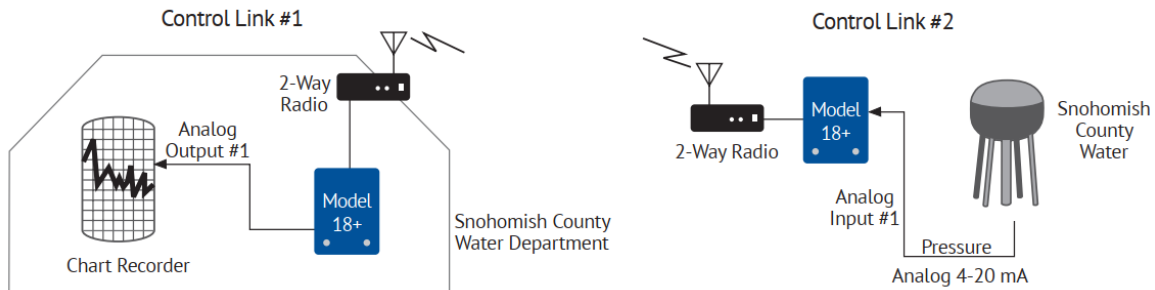 Control Link #1
2-Way
Radio
Analog
Output #1
Model
18+
Snohomish County
Water Department
Chart Recorder
Control Link #2
Model
18+
2-Way Radio
Snohomish
County
Water
Analog
Input #1
Pressure
Analog 4-20 mA